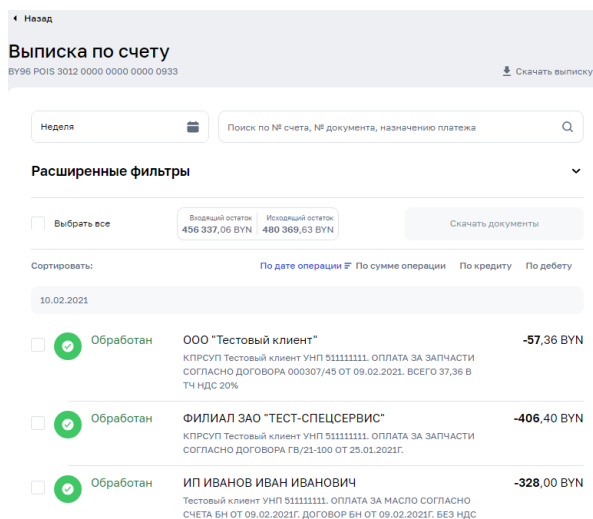 Назад
Выписка по счету
BY96 POIS 3012 0000 0000 0000 0933
Скачать выписку
Неделя
Поиск по № счета, № документа, назначению платежа
Расширенные фильтры
Выбрать все
Входящий остаток Исходящий остаток
456 337,06 BYN 480 369,63 BYN
Скачать документы
Сортировать: По дате операции По сумме операции По кредиту По дебету
10.02.2021
Обработан ООО "Тестовый клиент" -57,36 BYN
КПРСУП Тестовый клиент УНП 511111111. ОПЛАТА ЗА ЗАПЧАСТИ
СОГЛАСНО ДОГОВОРА 000307/45 ОТ 09.02.2021. ВСЕГО 37,36 В
ТЧ НДС 20%
Обработан ФИЛИАЛ ЗАО "ТЕСТ-СПЕЦСЕРВИС" -406,40 BYN
КПРСУП Тестовый клиент УНП 511111111. ОПЛАТА ЗА ЗАПЧАСТИ
СОГЛАСНО ДОГОВОРА ГВ/21-100 ОТ 25.01.2021Г.
Обработан ИП ИВАНОВ ИВАН ИВАНОВИЧ -328,00 BYN
Тестовый клиент УНП 511111111. ОПЛАТА ЗА МАСЛО СОГЛАСНО
СЧЕТА БН ОТ 09.02.2021Г. ДОГОВОР БН ОТ 09.02.2021Г. БЕЗ НДС